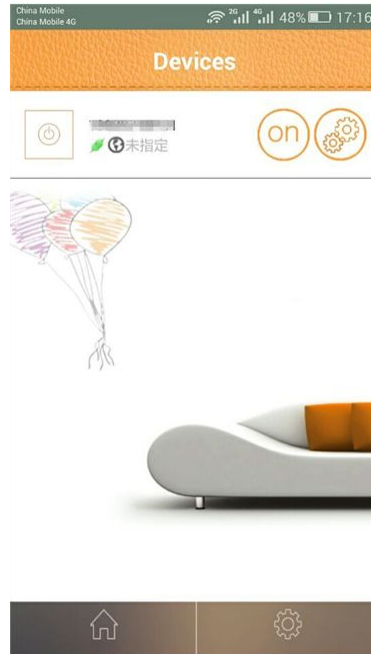 China Mobile
China Mobile 4G
2G 4G 48% 17:16
Devices
未指定
on